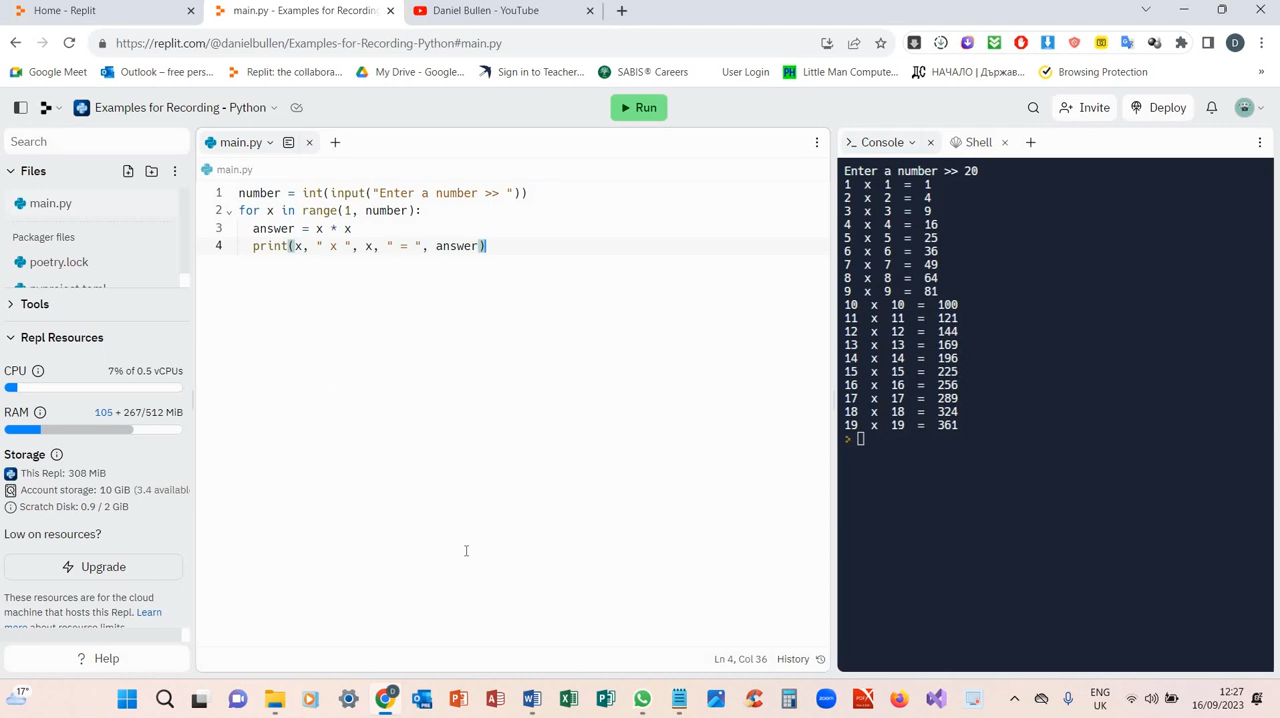 Home - Replit
main.py - Examples for Recording
Daniel Bullen - YouTube
https://replit.com/@danielbullen/Examples-for-Recording-Python#main.py
D
Google Meet
Outlook – free pers...
Replit: the collabora...
My Drive - Google...
Sign in to Teacher...
SABIS® Careers
User Login
PH
Little Man Compute...
НАЧАЛО | Държав...
Browsing Protection
»
Examples for Recording - Python
Run
Invite
Deploy
Search
Files
main.py
Packager files
poetry.lock
Tools
Repl Resources
CPU
7% of 0.5 vCPUs
RAM
105 + 267/512 MiB
Storage
This Repl: 308 MiB
Account storage: 10 GiB (3.4 available
Scratch Disk: 0.9 / 2 GiB
Low on resources?
Upgrade
These resources are for the cloud
machine that hosts this Repl. Learn
more about resource limits
? Help
main.py
main.py
1 number = int(input("Enter a number >> "))
2 for x in range(1, number):
3 answer = x * x
4 print(x, " x ", x, " = ", answer)
Ln 4, Col 36
History
Console
Shell
Enter a number >> 20
1 x 1 = 1
2 x 2 = 4
3 x 3 = 9
4 x 4 = 16
5 x 5 = 25
6 x 6 = 36
7 x 7 = 49
8 x 8 = 64
9 x 9 = 81
10 x 10 = 100
11 x 11 = 121
12 x 12 = 144
13 x 13 = 169
14 x 14 = 196
15 x 15 = 225
16 x 16 = 256
17 x 17 = 289
18 x 18 = 324
19 x 19 = 361
>
17°
ENG
UK
12:27
16/09/2023